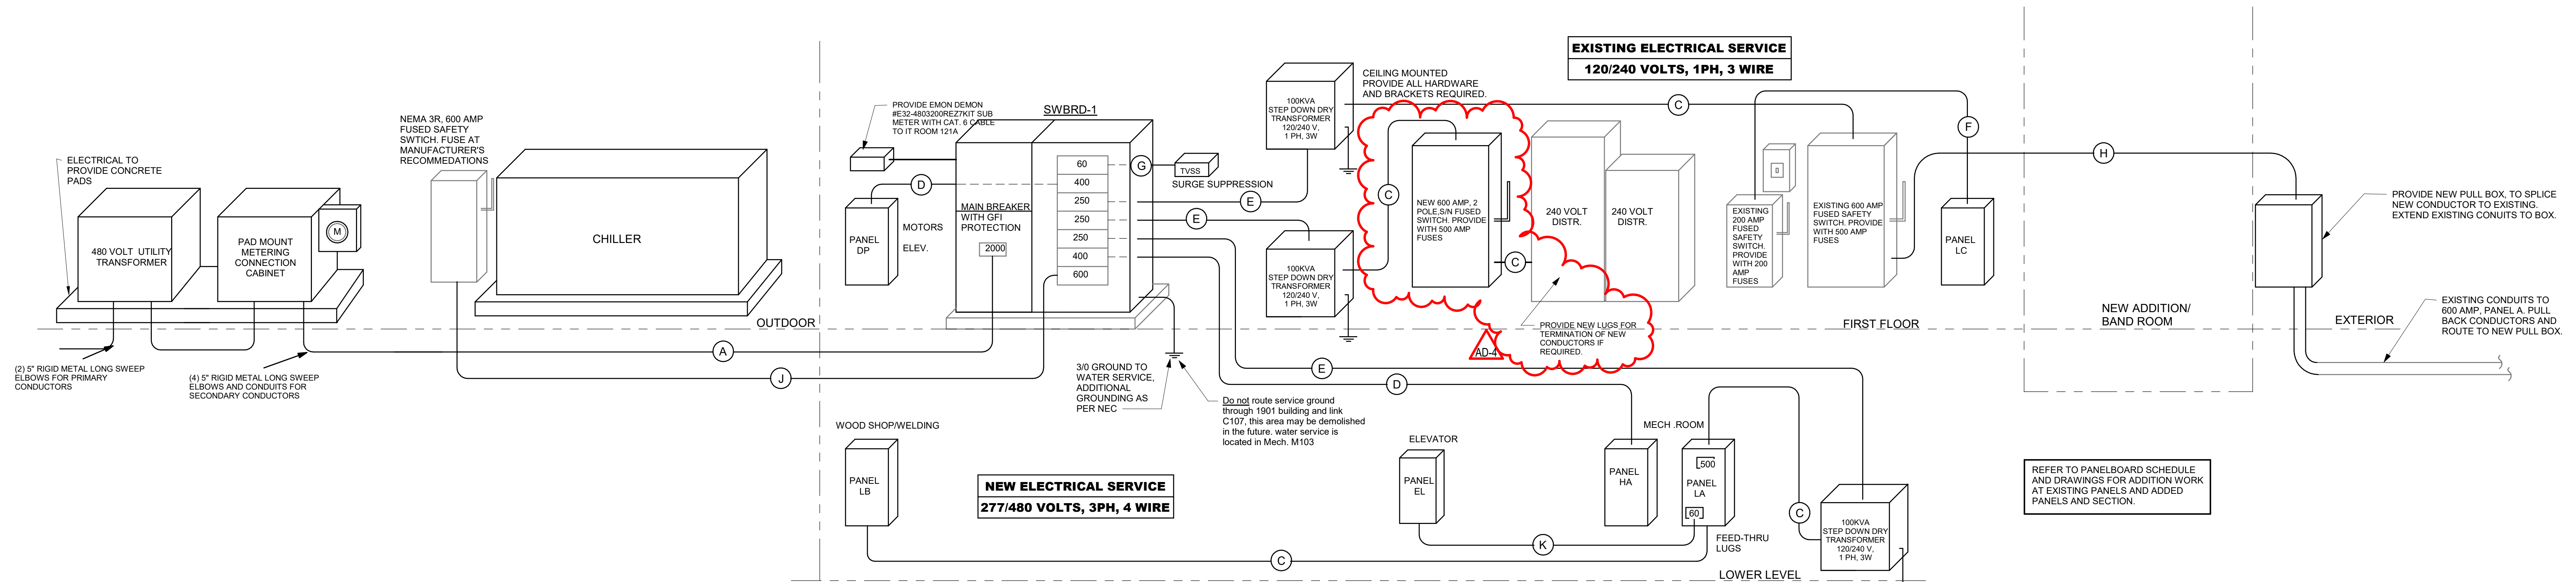 ELECTRICAL TO
PROVIDE CONCRETE
PADS
480 VOLT  UTILITY
TRANSFORMER
PAD MOUNT
METERING
CONNECTION
CABINET
M
(2) 5" RIGID METAL LONG SWEEP
ELBOWS FOR PRIMARY
CONDUCTORS
(4) 5" RIGID METAL LONG SWEEP
ELBOWS AND CONDUITS FOR
SECONDARY CONDUCTORS
NEMA 3R, 600 AMP
FUSED SAFETY
SWTICH. FUSE AT
MANUFACTURER'S
RECOMMEDATIONS
CHILLER
OUTDOOR
A
J
PROVIDE EMON DEMON
#E32-4803200REZ7KIT SUB
METER WITH CAT. 6 CABLE
TO IT ROOM 121A
SWBRD-1
D
PANEL
DP
MOTORS
ELEV.
MAIN BREAKER
WITH GFI
PROTECTION
2000
60
400
250
250
250
400
600
G
TVSS
SURGE SUPPRESSION
E
E
3/0 GROUND TO
WATER SERVICE,
ADDITIONAL
GROUNDING AS
PER NEC
Do not route service ground
through 1901 building and link
C107, this area may be demolished
in the future. water service is
located in Mech. M103
100KVA
STEP DOWN DRY
TRANSFORMER
120/240 V,
1 PH, 3W
CEILING MOUNTED
PROVIDE ALL HARDWARE
AND BRACKETS REQUIRED.
100KVA
STEP DOWN DRY
TRANSFORMER
120/240 V,
1 PH, 3W
EXISTING ELECTRICAL SERVICE
120/240 VOLTS, 1PH, 3 WIRE
C
C
NEW 600 AMP, 2
POLE,S/N FUSED
SWITCH. PROVIDE
WITH 500 AMP
FUSES
C
240 VOLT
DISTR.
240 VOLT
DISTR.
PROVIDE NEW LUGS FOR
TERMINATION OF NEW
CONDUCTORS IF
REQUIRED.
AD-4
EXISTING
200 AMP
FUSED
SAFETY
SWITCH.
PROVIDE
WITH 200
AMP
FUSES
EXISTING 600 AMP
FUSED SAFETY
SWITCH. PROVIDE
WITH 500 AMP
FUSES
F
PANEL
LC
FIRST FLOOR
H
NEW ADDITION/
BAND ROOM
EXTERIOR
PROVIDE NEW PULL BOX, TO SPLICE
NEW CONDUCTOR TO EXISTING.
EXTEND EXISTING CONUITS TO BOX.
EXISTING CONDUITS TO
600 AMP, PANEL A. PULL
BACK CONDUCTORS AND
ROUTE TO NEW PULL BOX.
E
D
WOOD SHOP/WELDING
PANEL
LB
NEW ELECTRICAL SERVICE
277/480 VOLTS, 3PH, 4 WIRE
C
ELEVATOR
PANEL
EL
K
PANEL
HA
MECH .ROOM
500
PANEL
LA
60
FEED-THRU
LUGS
C
100KVA
STEP DOWN DRY
TRANSFORMER
120/240 V,
1 PH, 3W
LOWER LEVEL
REFER TO PANELBOARD SCHEDULE
AND DRAWINGS FOR ADDITION WORK
AT EXISTING PANELS AND ADDED
PANELS AND SECTION.